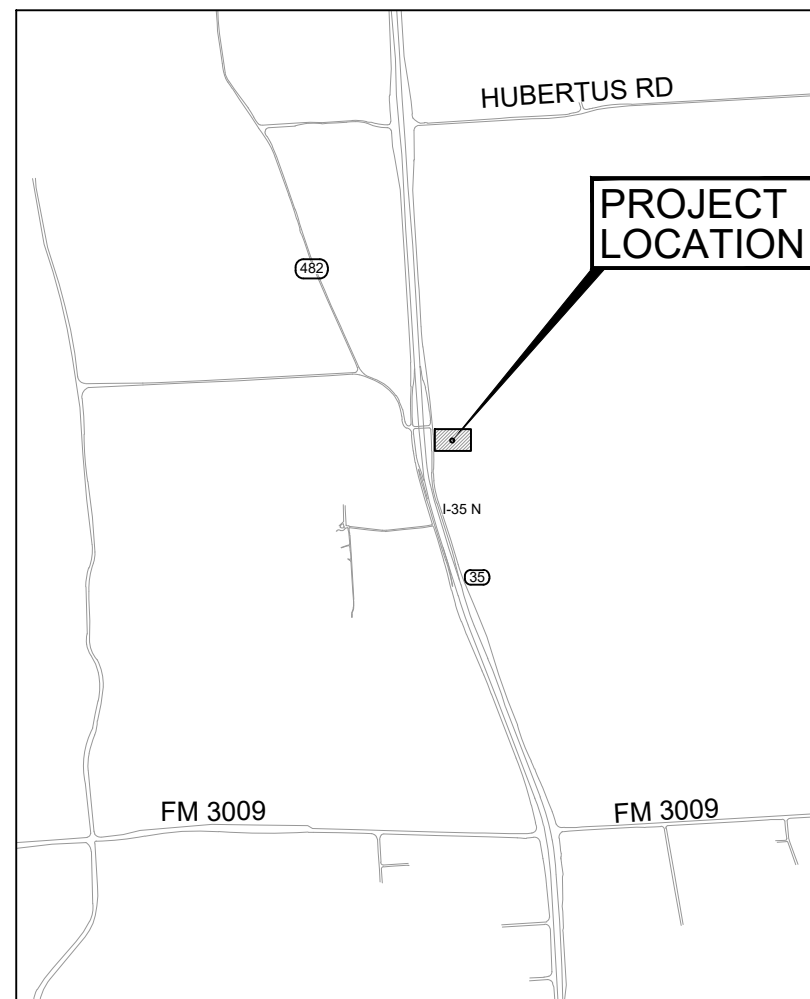 HUBERTUS RD
PROJECT
LOCATION
482
I-35 N
35
FM 3009
FM 3009